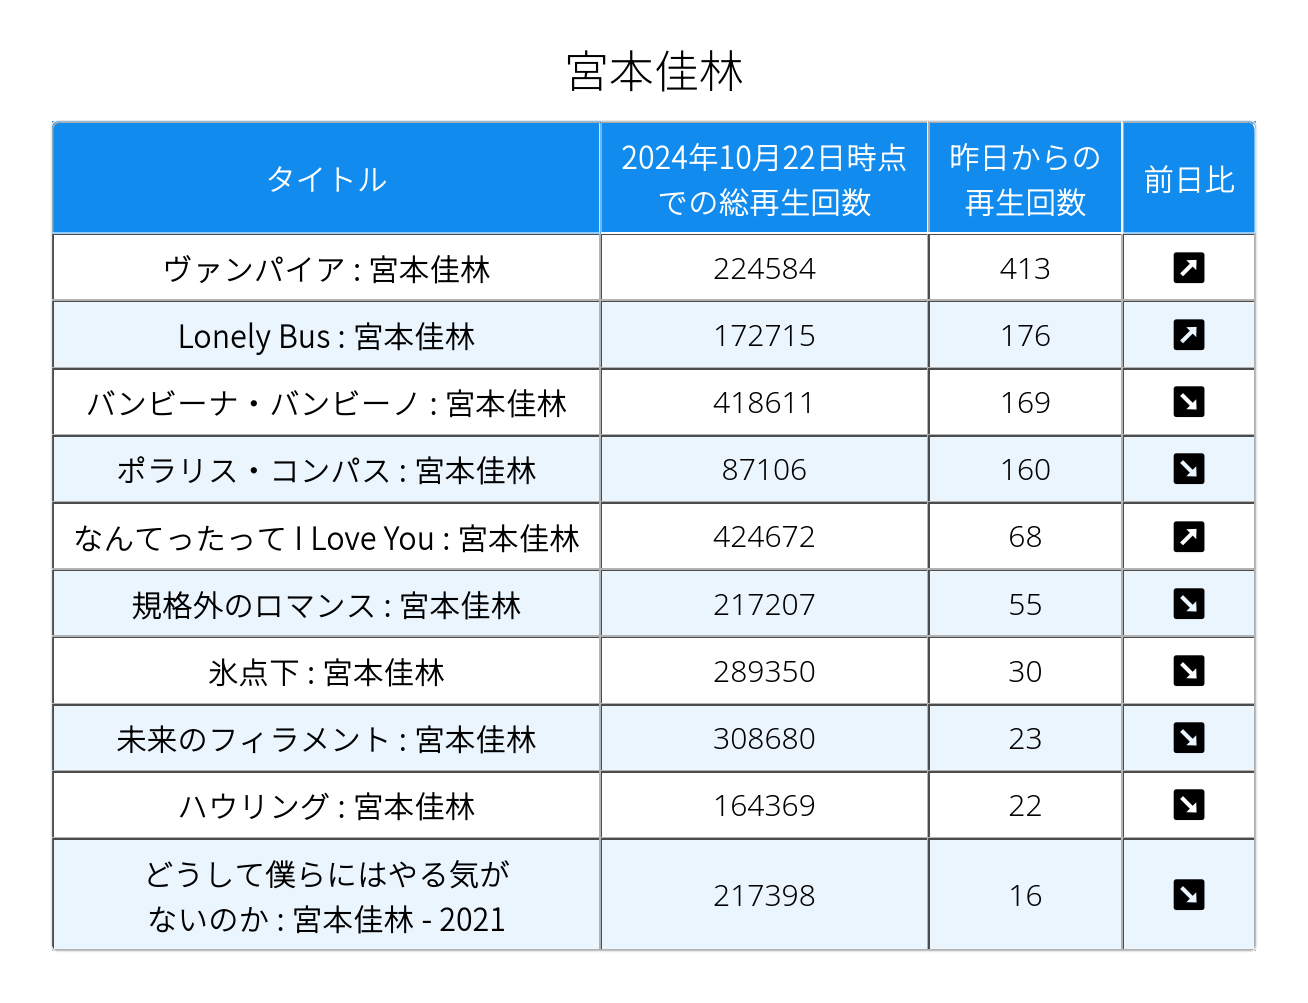 宮本佳林
タイトル
2024年10月22日時点
での総再生回数
昨日からの
再生回数
前日比
ヴァンパイア : 宮本佳林
224584
413
Lonely Bus : 宮本佳林
172715
176
バンビーナ・バンビーノ : 宮本佳林
418611
169
ポラリス・コンパス : 宮本佳林
87106
160
なんてったって I Love You : 宮本佳林
424672
68
規格外のロマンス : 宮本佳林
217207
55
氷点下 : 宮本佳林
289350
30
未来のフィラメント : 宮本佳林
308680
23
ハウリング : 宮本佳林
164369
22
どうして僕らにはやる気が
ないのか : 宮本佳林 - 2021
217398
16